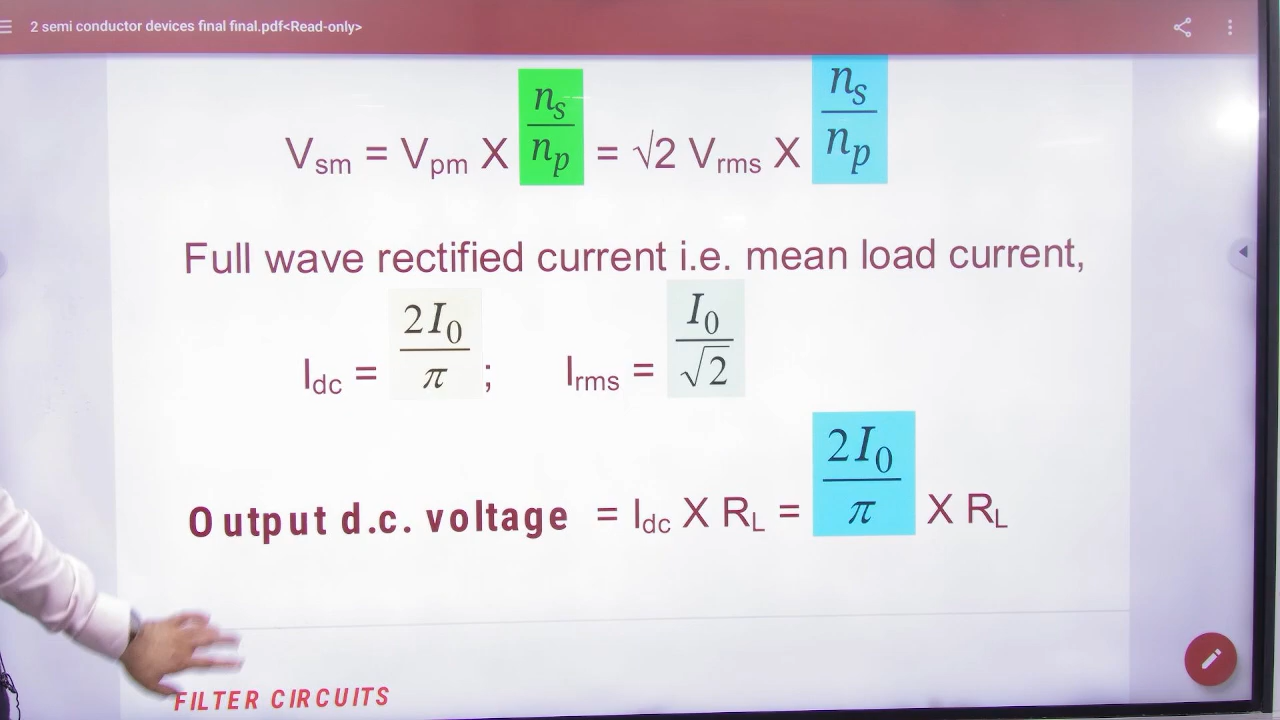 2 semi conductor devices final final.pdf<Read-only>
Vsm = Vpm X ns/np = √2 Vrms X ns/np
Full wave rectified current i.e. mean load current,
Idc = 2I0/π ; Irms = I0/√2
Output d.c. voltage = Idc X RL = 2I0/π X RL
FILTER CIRCUITS